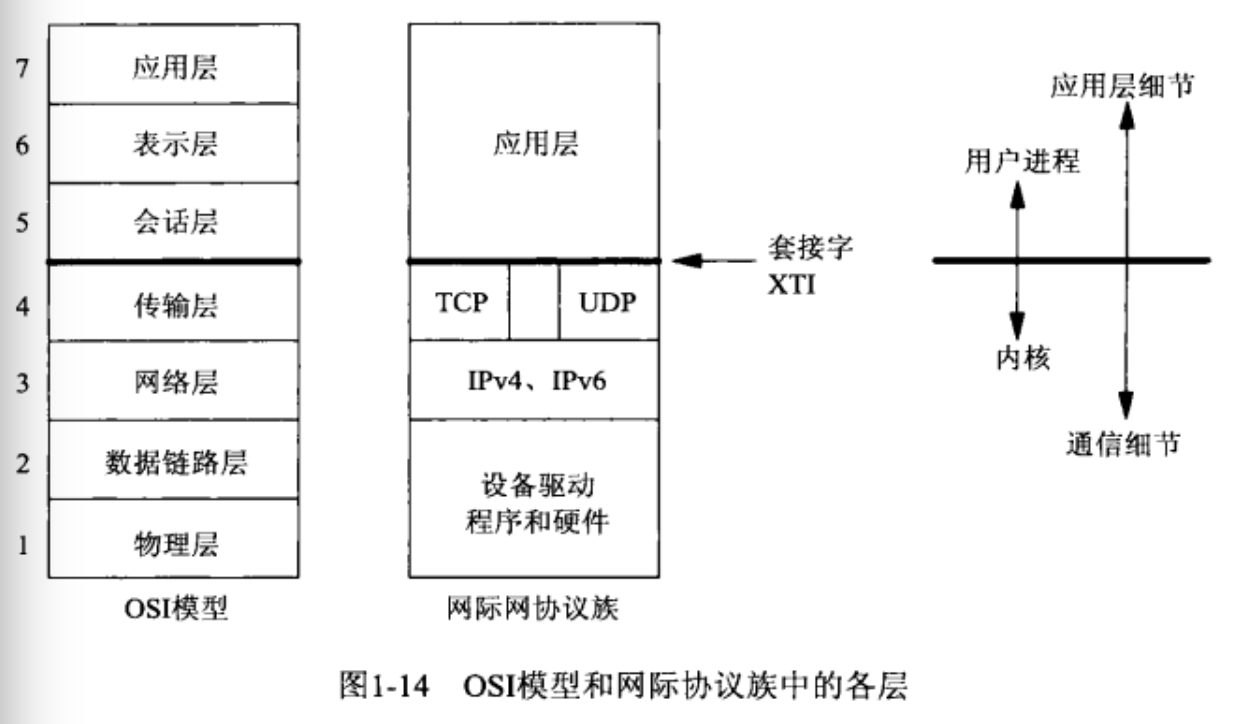 7
应用层
6
表示层
5
会话层
4
传输层
3
网络层
2
数据链路层
1
物理层
OSI模型
应用层
TCP
UDP
IPv4、IPv6
设备驱动
程序和硬件
网际网协议族
套接字
XTI
应用层细节
用户进程
内核
通信细节
图1-14 OSI模型和网际协议族中的各层